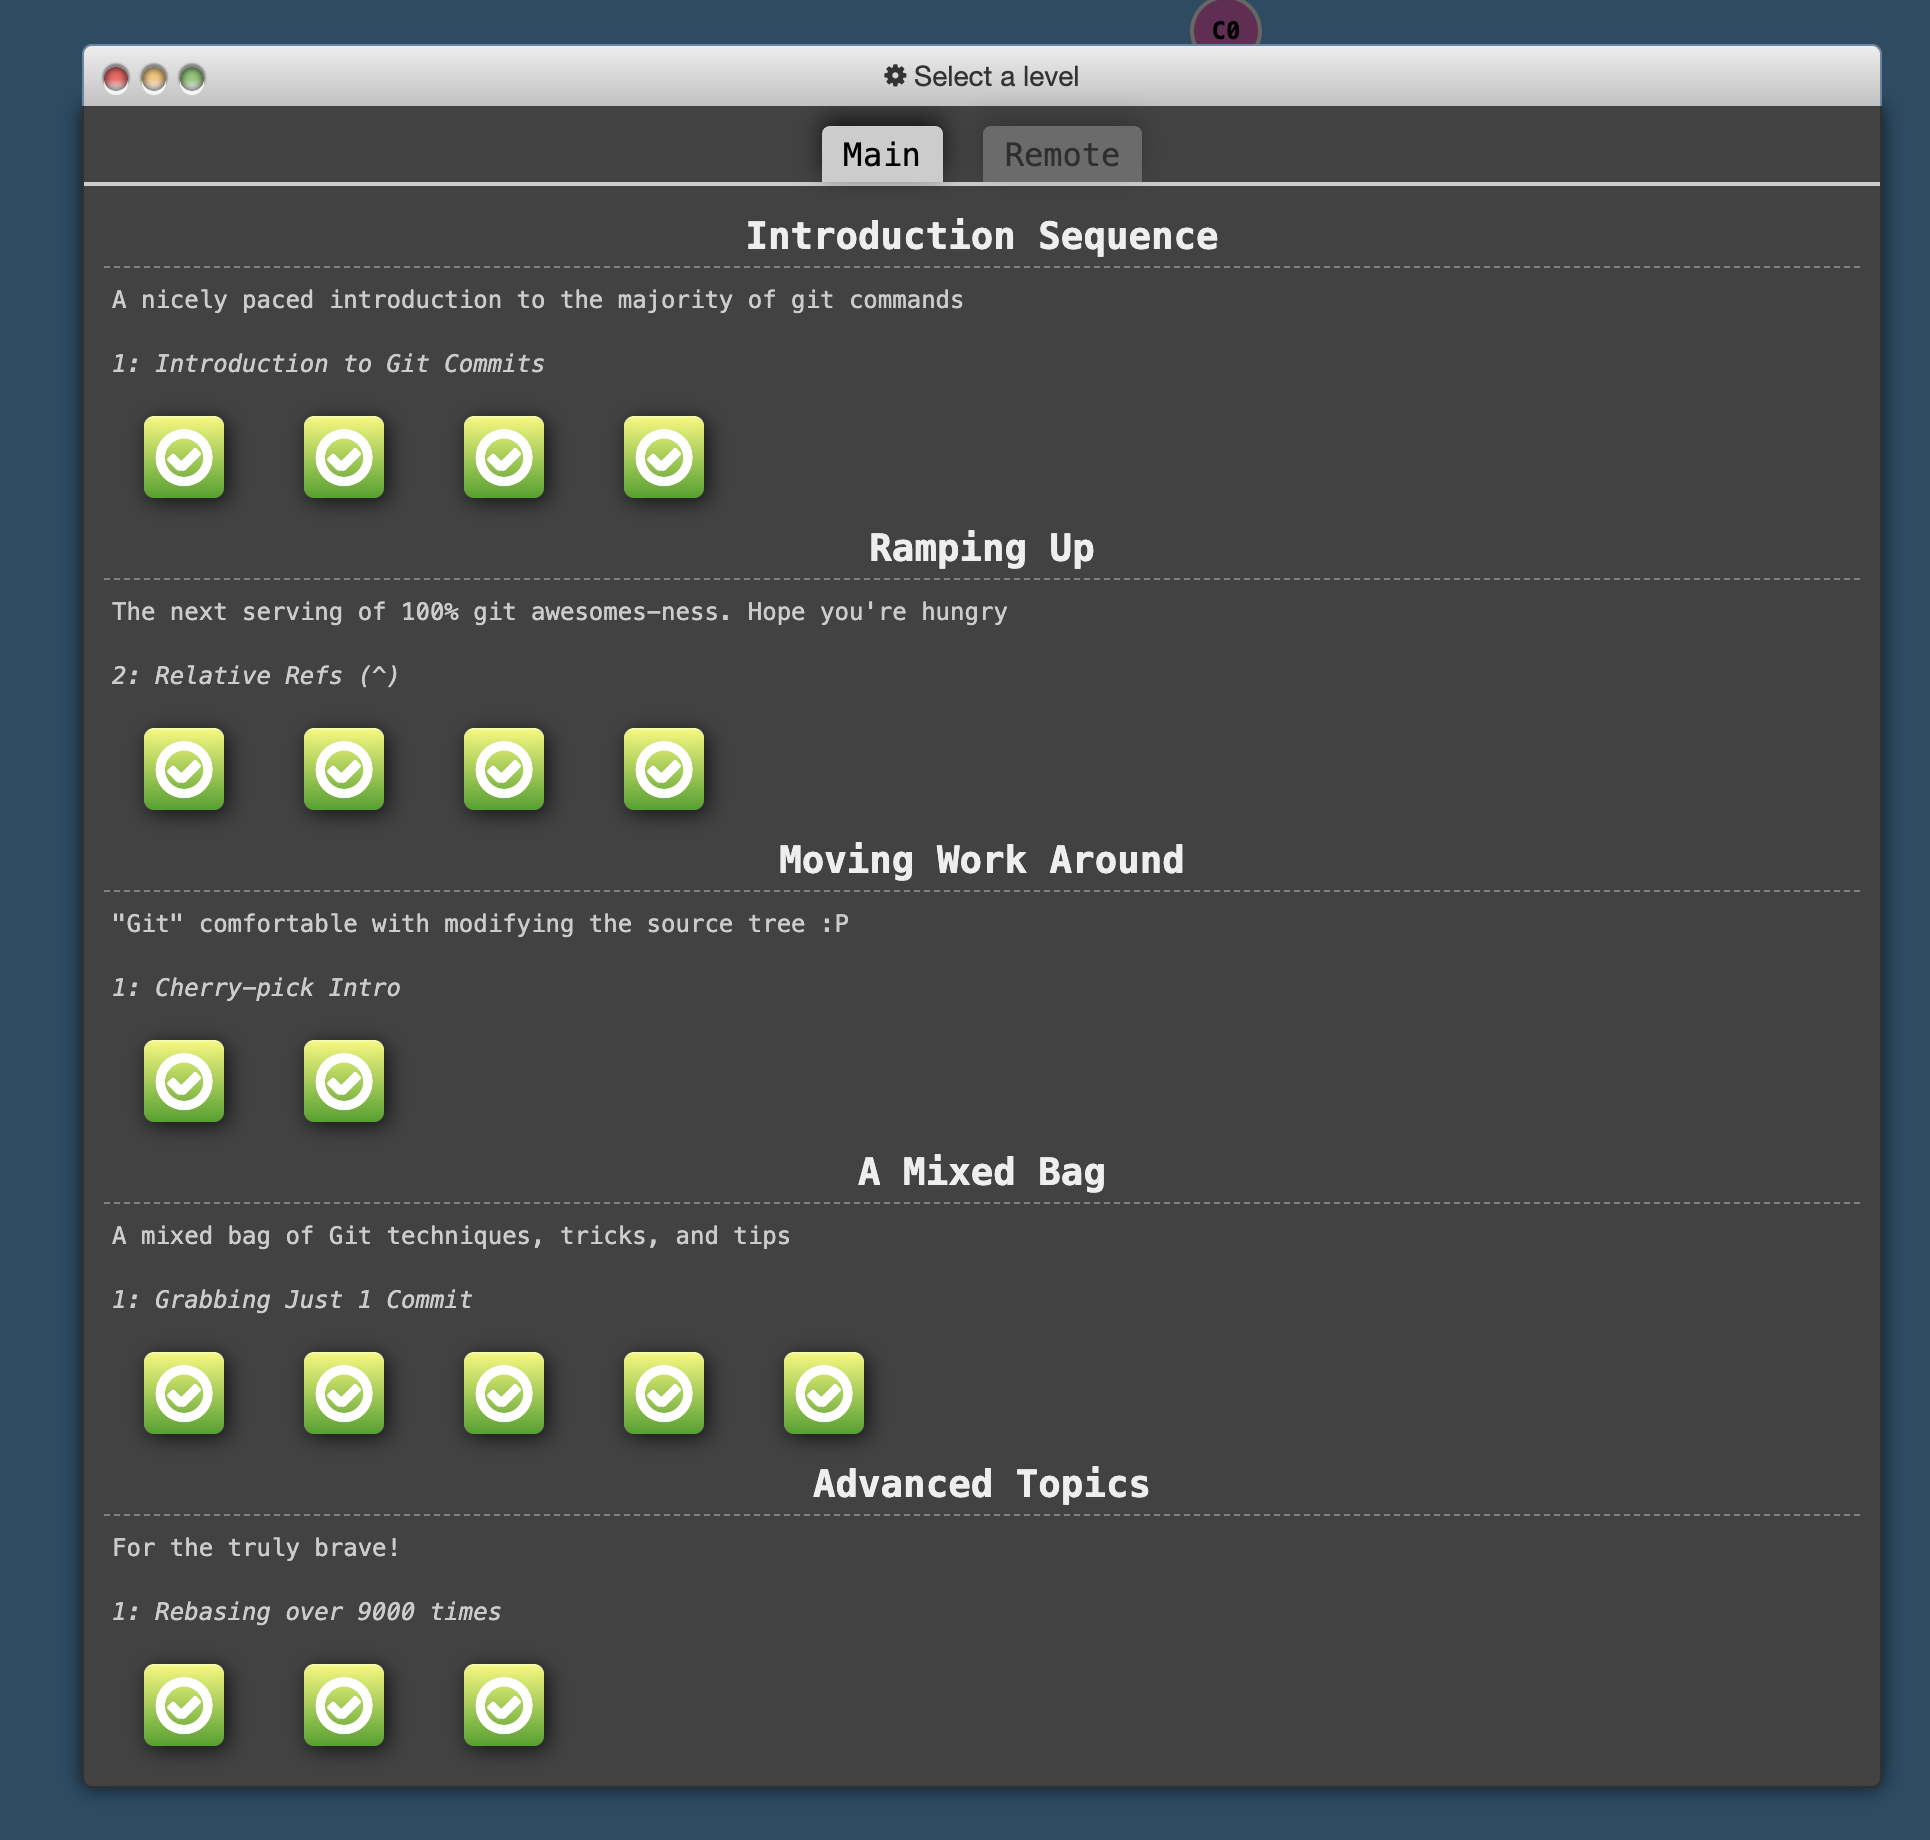 C0
Select a level
Main Remote
Introduction Sequence
A nicely paced introduction to the majority of git commands
1: Introduction to Git Commits
Ramping Up
The next serving of 100% git awesomes-ness. Hope you're hungry
2: Relative Refs (^)
Moving Work Around
"Git" comfortable with modifying the source tree :P
1: Cherry-pick Intro
A Mixed Bag
A mixed bag of Git techniques, tricks, and tips
1: Grabbing Just 1 Commit
Advanced Topics
For the truly brave!
1: Rebasing over 9000 times